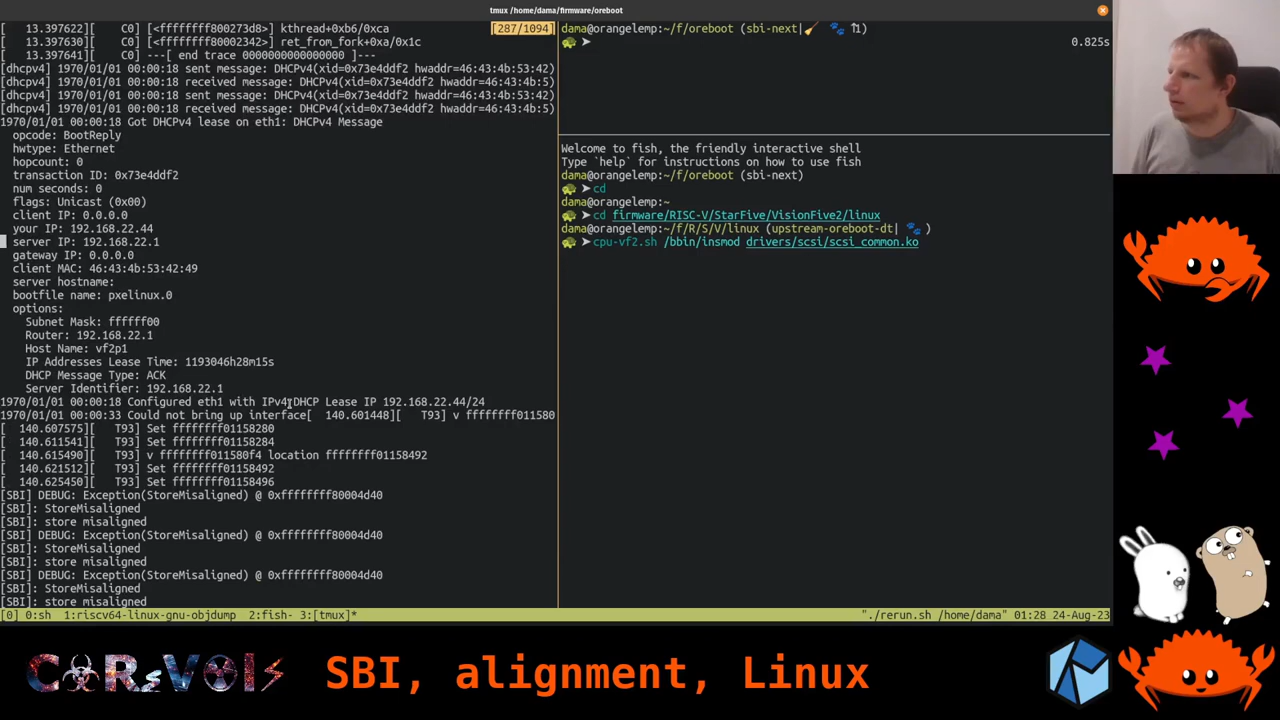 tmux /home/dama/firmware/oreboot
[   13.397622][    C0] [<ffffffff800273d8>] kthread+0xb6/0xca
[287/1094]
[   13.397630][    C0] [<ffffffff80002342>] ret_from_fork+0xa/0x1c
[   13.397641][    C0] ---[ end trace 0000000000000000 ]---
[dhcpv4] 1970/01/01 00:00:18 sent message: DHCPv4(xid=0x73e4ddf2 hwaddr=46:43:4b:53:42)
[dhcpv4] 1970/01/01 00:00:18 received message: DHCPv4(xid=0x73e4ddf2 hwaddr=46:43:4b:5)
[dhcpv4] 1970/01/01 00:00:18 sent message: DHCPv4(xid=0x73e4ddf2 hwaddr=46:43:4b:53:42)
[dhcpv4] 1970/01/01 00:00:18 received message: DHCPv4(xid=0x73e4ddf2 hwaddr=46:43:4b:5)
1970/01/01 00:00:18 Got DHCPv4 lease on eth1: DHCPv4 Message
opcode: BootReply
hwtype: Ethernet
hopcount: 0
transaction ID: 0x73e4ddf2
num seconds: 0
flags: Unicast (0x00)
client IP: 0.0.0.0
your IP: 192.168.22.44
server IP: 192.168.22.1
gateway IP: 0.0.0.0
client MAC: 46:43:4b:53:42:49
server hostname:
bootfile name: pxelinux.0
options:
Subnet Mask: ffffff00
Router: 192.168.22.1
Host Name: vf2p1
IP Addresses Lease Time: 1193046h28m15s
DHCP Message Type: ACK
Server Identifier: 192.168.22.1
1970/01/01 00:00:18 Configured eth1 with IPv4 DHCP Lease IP 192.168.22.44/24
1970/01/01 00:00:33 Could not bring up interface[  140.601448][    T93] v ffffffff011580
[  140.607575][    T93] Set ffffffff01158280
[  140.611541][    T93] Set ffffffff01158284
[  140.615490][    T93] v ffffffff011580f4 location ffffffff01158492
[  140.621512][    T93] Set ffffffff01158492
[  140.625450][    T93] Set ffffffff01158496
[SBI] DEBUG: Exception(StoreMisaligned) @ 0xffffffff80004d40
[SBI]: StoreMisaligned
[SBI]: store misaligned
[SBI] DEBUG: Exception(StoreMisaligned) @ 0xffffffff80004d40
[SBI]: StoreMisaligned
[SBI]: store misaligned
[SBI] DEBUG: Exception(StoreMisaligned) @ 0xffffffff80004d40
[SBI]: StoreMisaligned
[SBI]: store misaligned
dama@orangelemp:~/f/oreboot (sbi-next|🧹 🐾 ⇈1)
🐢 ➤
0.825s
Welcome to fish, the friendly interactive shell
Type `help` for instructions on how to use fish
dama@orangelemp:~/f/oreboot (sbi-next)
🐢 ➤ cd
dama@orangelemp:~
🐢 ➤ cd firmware/RISC-V/StarFive/VisionFive2/linux
dama@orangelemp:~/f/R/S/V/linux (upstream-oreboot-dt| 🐾 )
🐢 ➤ cpu-vf2.sh /bbin/insmod drivers/scsi/scsi_common.ko
[0] 0:sh  1:riscv64-linux-gnu-objdump  2:fish- 3:[tmux]*
"./rerun.sh /home/dama" 01:28 24-Aug-23
SBI, alignment, Linux